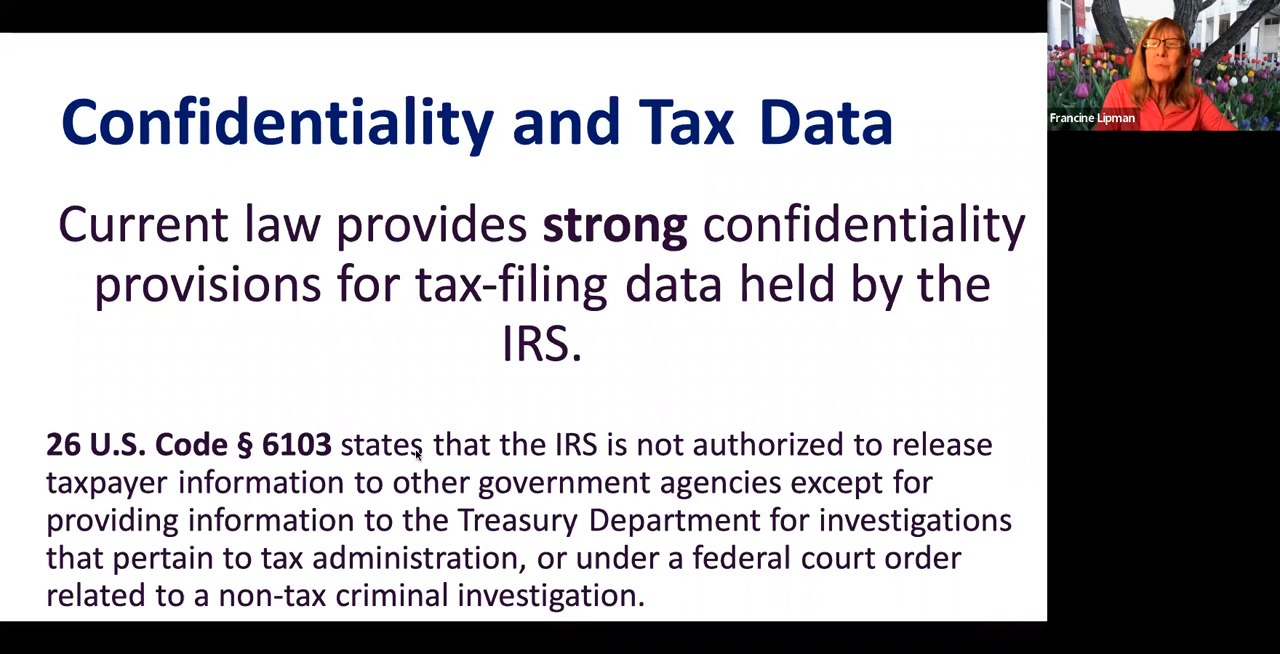 Confidentiality and Tax Data
Current law provides strong confidentiality
provisions for tax-filing data held by the
IRS.
26 U.S. Code § 6103 states that the IRS is not authorized to release
taxpayer information to other government agencies except for
providing information to the Treasury Department for investigations
that pertain to tax administration, or under a federal court order
related to a non-tax criminal investigation.
Francine Lipman